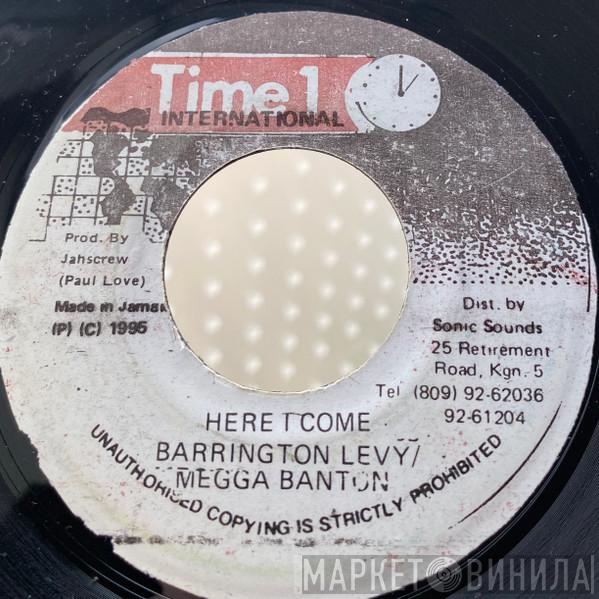 Time 1
INTERNATIONAL
Prod. By
Jahscrew
(Paul Love)
Made in Jamai
(P) (C) 1995
Dist. by
Sonic Sounds
25 Retirement
Road, Kgn. 5
Tel (809) 92-62036
92-61204
HERE I COME
BARRINGTON LEVY/
MEGGA BANTON
UNAUTHORISED COPYING IS STRICTLY PROHIBITED
МАРКЕТ ВИНИЛА